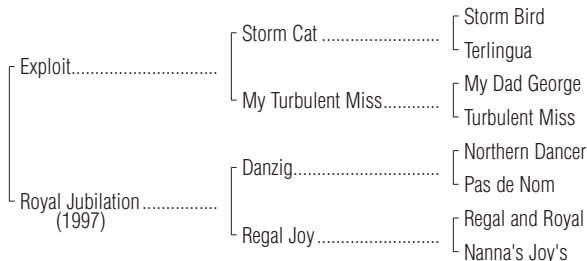 Storm Bird
Storm Cat ........................
Terlingua
Exploit..............................
My Dad George
My Turbulent Miss...........
Turbulent Miss
Northern Dancer
Danzig.............................
Pas de Nom
Royal Jubilation...............
(1997)
Regal and Royal
Regal Joy ........................
Nanna's Joy's